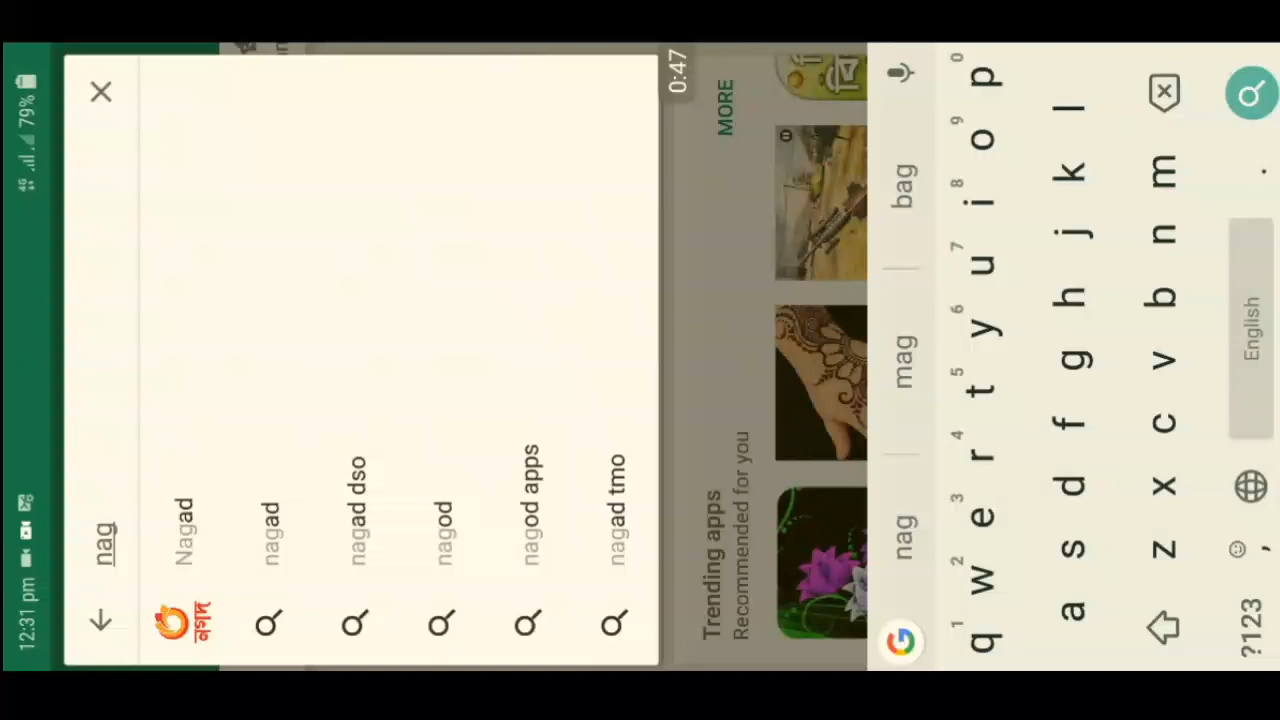 12:31 pm 4G 79%
nag
নগদ Nagad
nagad
nagad dso
nagod
nagod apps
nagad tmo
0:47
Trending apps MORE
Recommended for you
nag mag bag
1 2 3 4 5 6 7 8 9 0
q w e r t y u i o p
a s d f g h j k l
z x c v b n m
?123 , English .